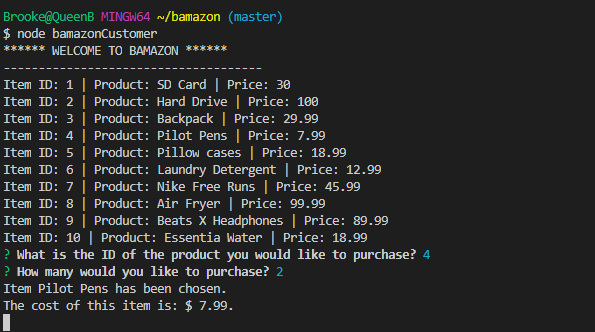 Brooke@QueenB MINGW64 ~/bamazon (master)
$ node bamazonCustomer
****** WELCOME TO BAMAZON ******
------------------------------------
Item ID: 1 | Product: SD Card | Price: 30
Item ID: 2 | Product: Hard Drive | Price: 100
Item ID: 3 | Product: Backpack | Price: 29.99
Item ID: 4 | Product: Pilot Pens | Price: 7.99
Item ID: 5 | Product: Pillow cases | Price: 18.99
Item ID: 6 | Product: Laundry Detergent | Price: 12.99
Item ID: 7 | Product: Nike Free Runs | Price: 45.99
Item ID: 8 | Product: Air Fryer | Price: 99.99
Item ID: 9 | Product: Beats X Headphones | Price: 89.99
Item ID: 10 | Product: Essentia Water | Price: 18.99
? What is the ID of the product you would like to purchase? 4
? How many would you like to purchase? 2
Item Pilot Pens has been chosen.
The cost of this item is: $ 7.99.